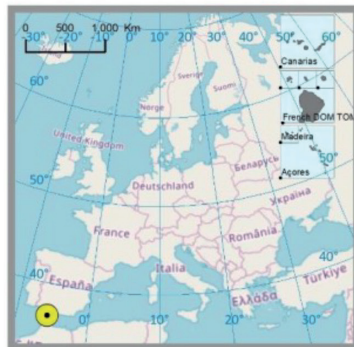 -30° -20° -10° 0° 10° 20° 30° 40° 50° 60°
0 500 1,000 Km
Canarias
60°
Sverige
Suomi
Norge
French DOM TOM
United Kingdom
Madeira
50°
Беларусь
50°
Açores
Deutschland
Україна
France
România
40°
Italia
España
Türkiye
Ελλάδα
0° 10° 20° 30°